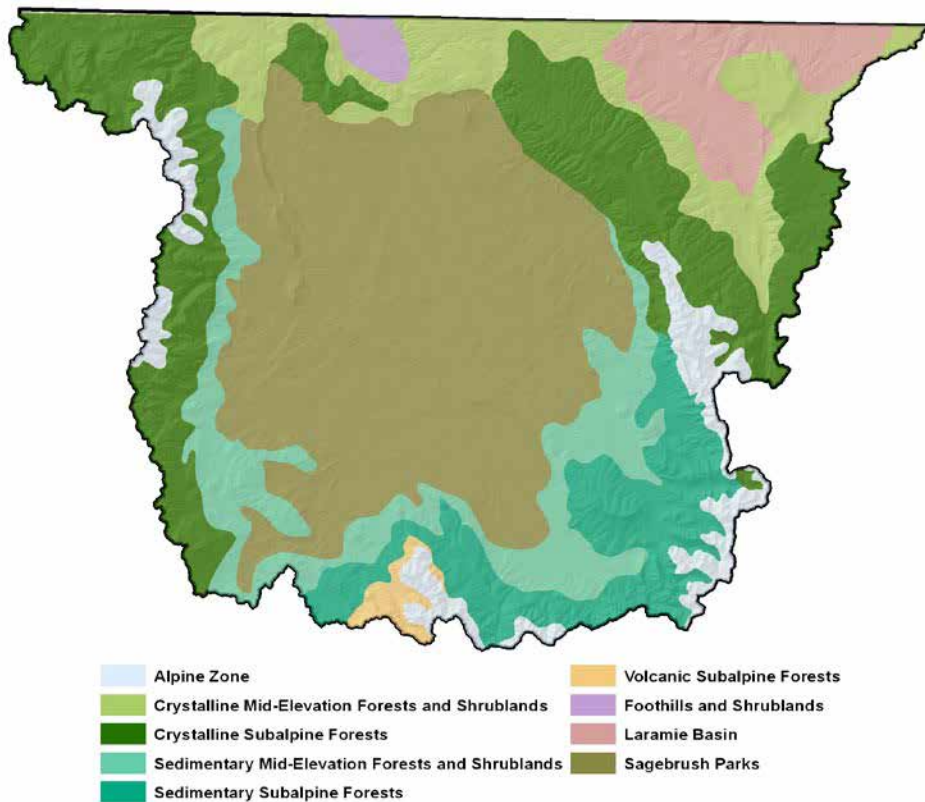 Alpine Zone
Crystalline Mid-Elevation Forests and Shrublands
Crystalline Subalpine Forests
Sedimentary Mid-Elevation Forests and Shrublands
Sedimentary Subalpine Forests
Volcanic Subalpine Forests
Foothills and Shrublands
Laramie Basin
Sagebrush Parks